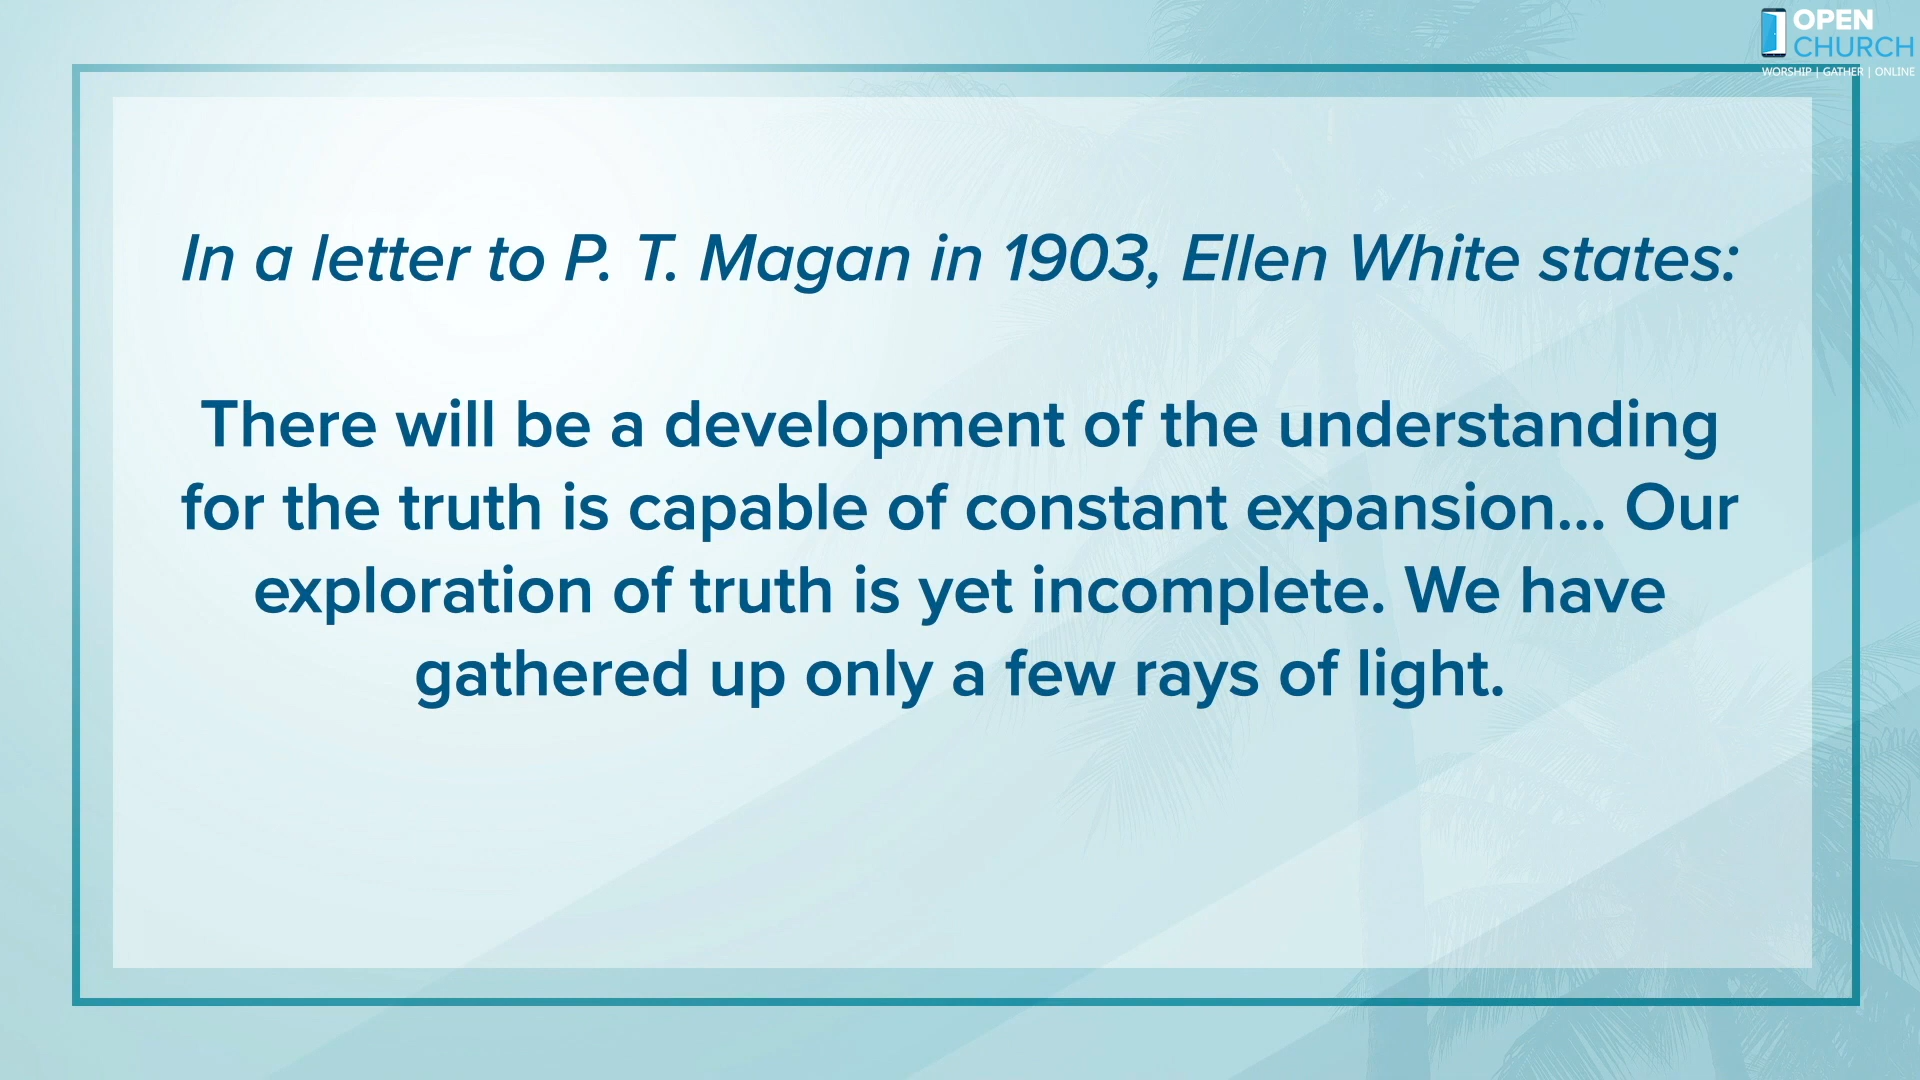 OPEN
CHURCH
WORSHIP | GATHER | ONLINE
In a letter to P. T. Magan in 1903, Ellen White states:
There will be a development of the understanding
for the truth is capable of constant expansion... Our
exploration of truth is yet incomplete. We have
gathered up only a few rays of light.